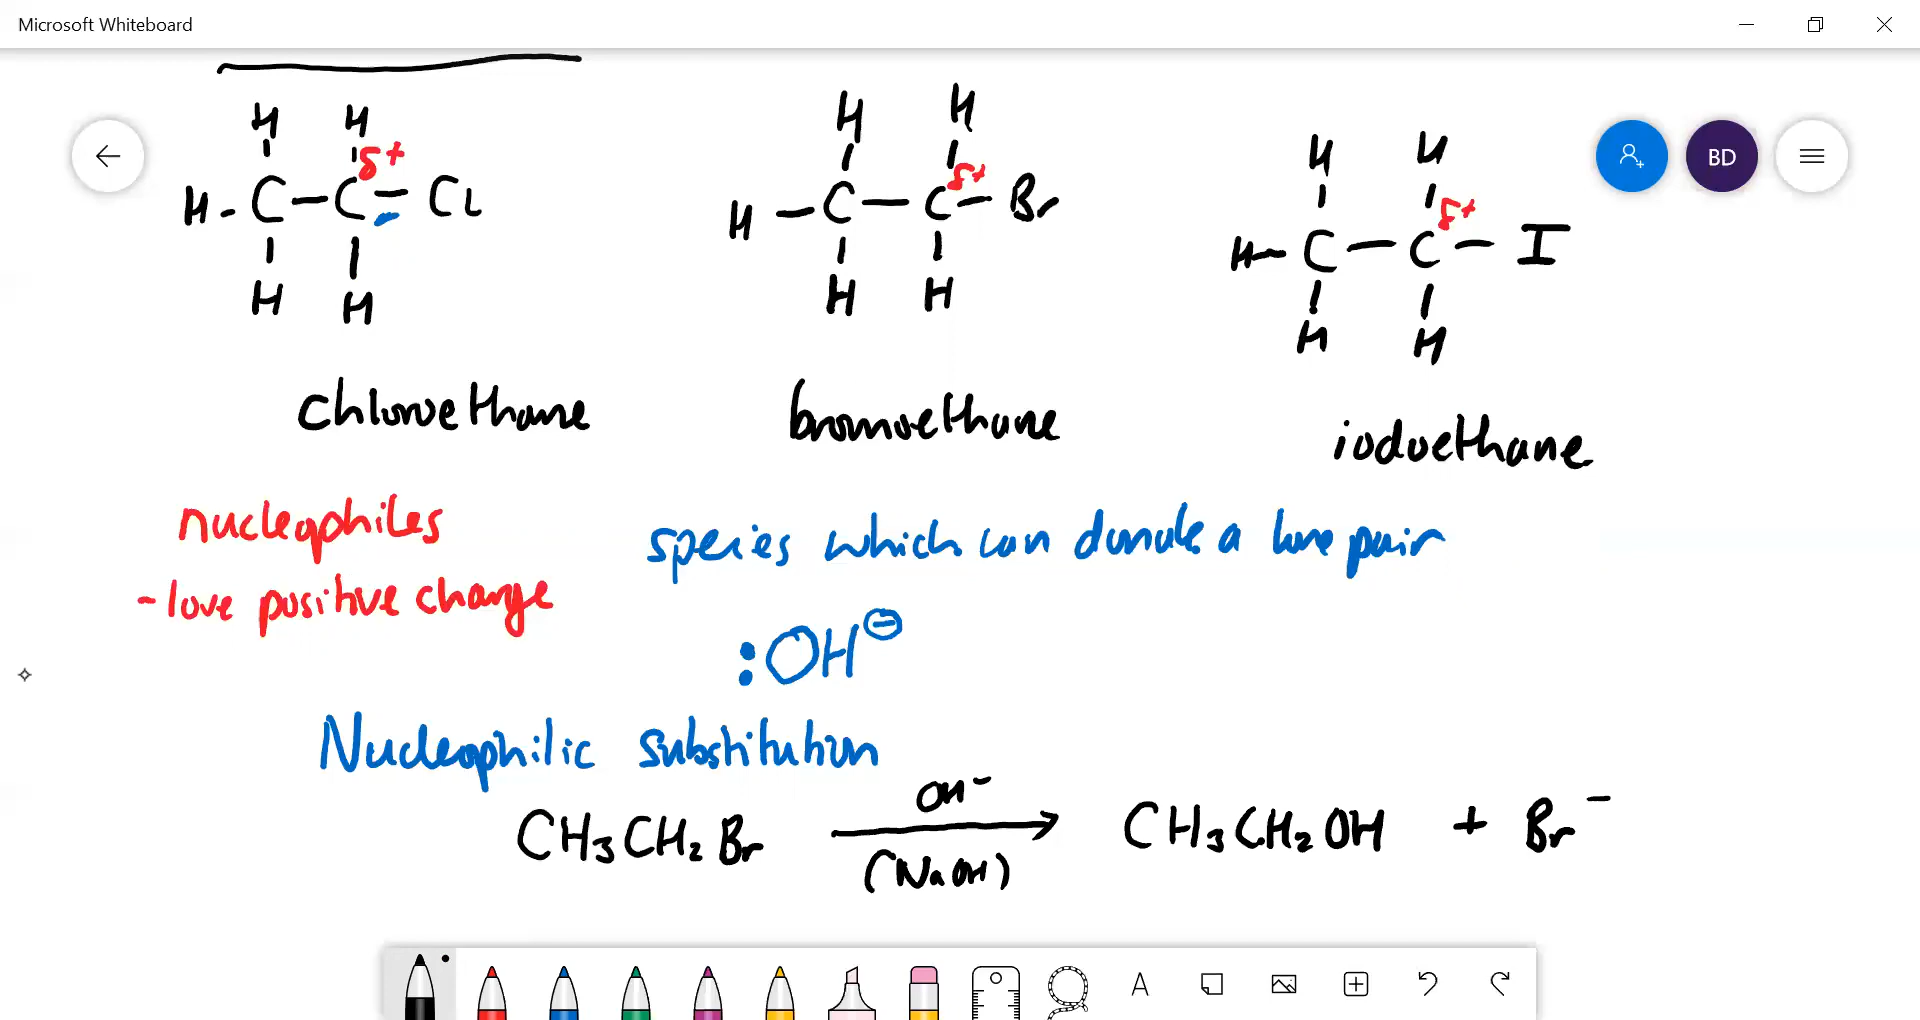 Microsoft Whiteboard
H H H H H H
δ+ δ+ δ+
H-C-C-Cl H-C-C-Br H-C-C-I
H H H H H H
BD
chloroethane bromoethane iodoethane
nucleophiles species which can donate a lone pair
-love positive charge
:OH⊖
Nucleophilic substitution
OH⁻
CH₃CH₂Br ⟶ CH₃CH₂OH + Br⁻
(NaOH)
A